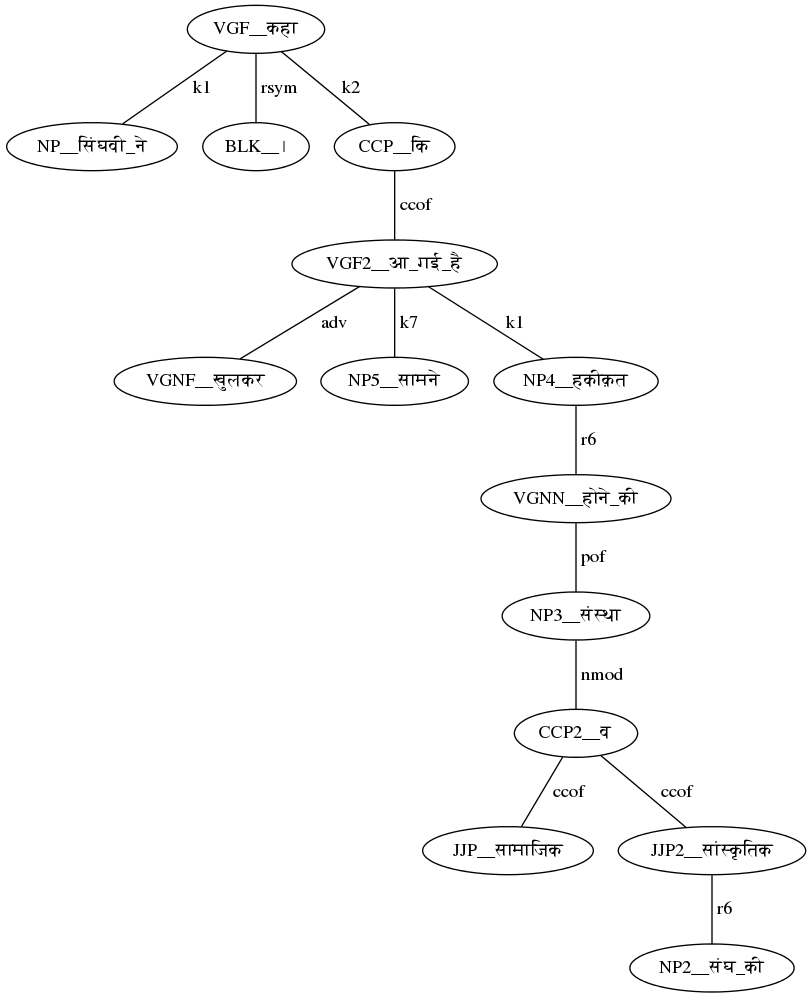 VGF__कहा
k1 rsym k2
NP__सिंघवी_ने BLK__। CCP__कि
ccof
VGF2__आ_गई_है
adv k7 k1
VGNF__खुलकर NP5__सामने NP4__हकीक़त
r6
VGNN__होने_की
pof
NP3__संस्था
nmod
CCP2__व
ccof ccof
JJP__सामाजिक JJP2__सांस्कृतिक
r6
NP2__संघ_की